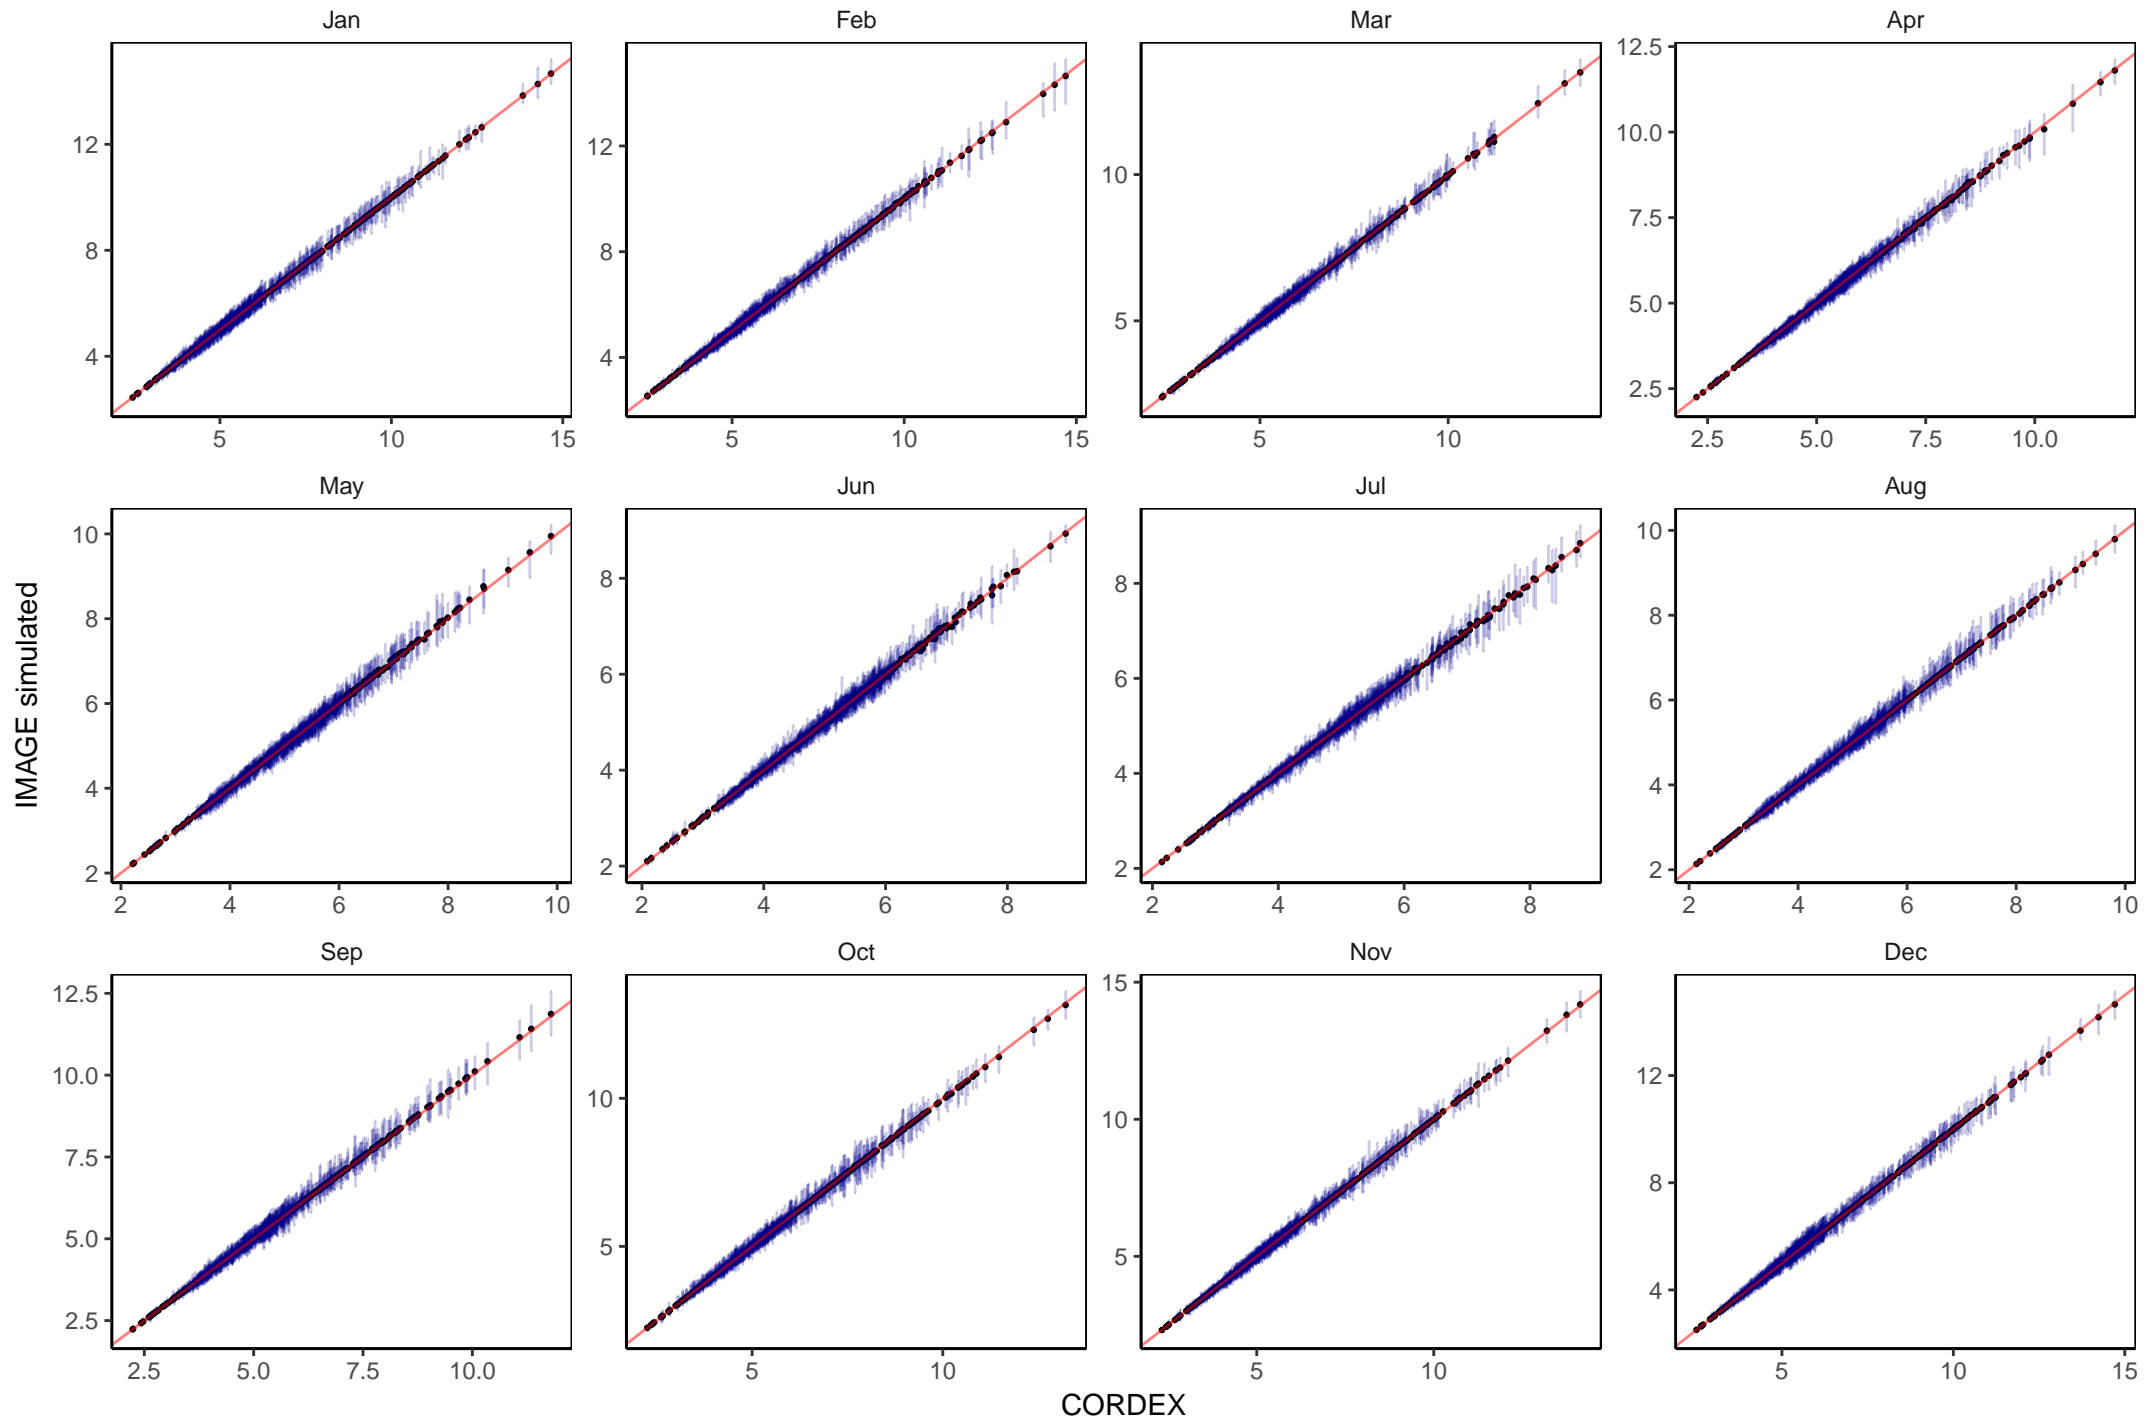 Jan Feb Mar Apr
12 8 4
5 10 15
12 8 4
5 10 15
10 5
5 10
12.5 10.0 7.5 5.0 2.5
2.5 5.0 7.5 10.0
May Jun Jul Aug
10 8 6 4 2
2 4 6 8 10
8 6 4 2
2 4 6 8
8 6 4 2
2 4 6 8
10 8 6 4 2
2 4 6 8 10
IMAGE simulated
Sep Oct Nov Dec
12.5 10.0 7.5 5.0 2.5
2.5 5.0 7.5 10.0
10 5
5 10
15 10 5
5 10
12 8 4
5 10 15
CORDEX